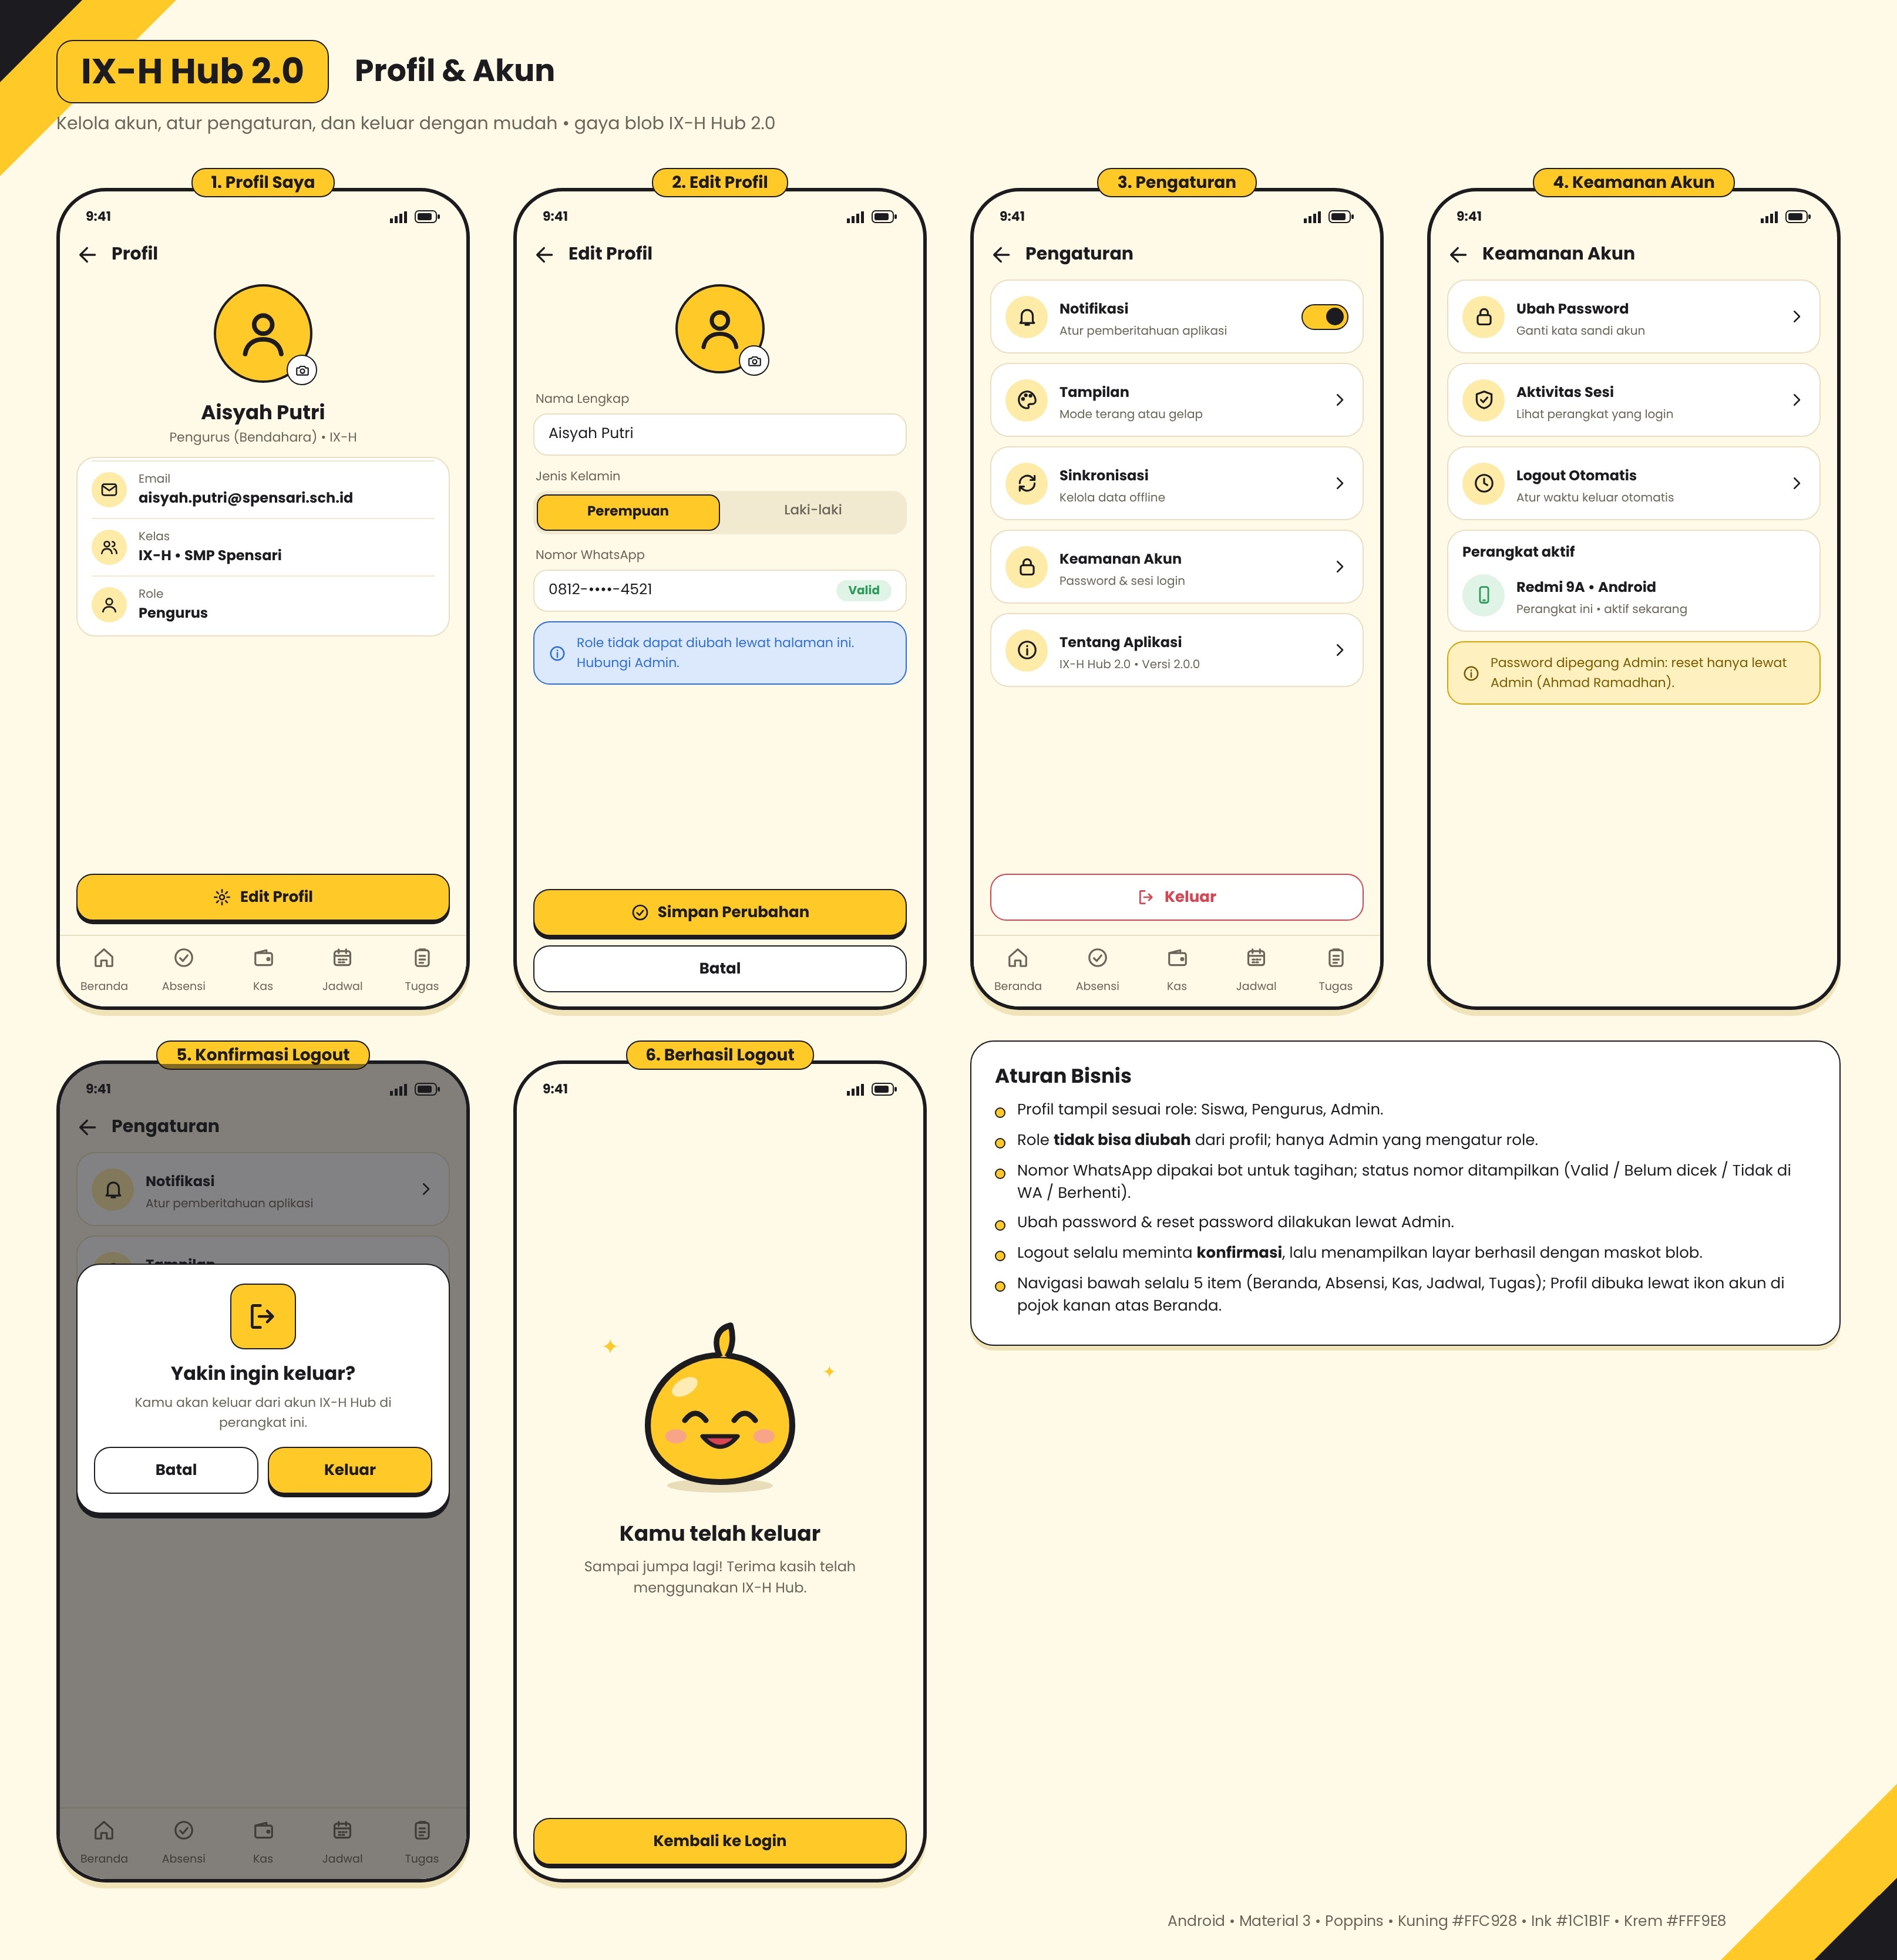 IX-H Hub 2.0
Profil & Akun
Kelola akun, atur pengaturan, dan keluar dengan mudah • gaya blob IX-H Hub 2.0
1. Profil Saya
9:41
Profil
Aisyah Putri
Pengurus (Bendahara) • IX-H
Email
aisyah.putri@spensari.sch.id
Kelas
IX-H • SMP Spensari
Role
Pengurus
Edit Profil
Beranda
Absensi
Kas
Jadwal
Tugas
2. Edit Profil
9:41
Edit Profil
Nama Lengkap
Aisyah Putri
Jenis Kelamin
Perempuan
Laki-laki
Nomor WhatsApp
0812-••••-4521
Valid
Role tidak dapat diubah lewat halaman ini.
Hubungi Admin.
Simpan Perubahan
Batal
3. Pengaturan
9:41
Pengaturan
Notifikasi
Atur pemberitahuan aplikasi
Tampilan
Mode terang atau gelap
Sinkronisasi
Kelola data offline
Keamanan Akun
Password & sesi login
Tentang Aplikasi
IX-H Hub 2.0 • Versi 2.0.0
Keluar
Beranda
Absensi
Kas
Jadwal
Tugas
4. Keamanan Akun
9:41
Keamanan Akun
Ubah Password
Ganti kata sandi akun
Aktivitas Sesi
Lihat perangkat yang login
Logout Otomatis
Atur waktu keluar otomatis
Perangkat aktif
Redmi 9A • Android
Perangkat ini • aktif sekarang
Password dipegang Admin: reset hanya lewat
Admin (Ahmad Ramadhan).
5. Konfirmasi Logout
9:41
Pengaturan
Notifikasi
Atur pemberitahuan aplikasi
Tampilan
Yakin ingin keluar?
Kamu akan keluar dari akun IX-H Hub di
perangkat ini.
Batal
Keluar
Beranda
Absensi
Kas
Jadwal
Tugas
6. Berhasil Logout
9:41
Kamu telah keluar
Sampai jumpa lagi! Terima kasih telah
menggunakan IX-H Hub.
Kembali ke Login
Aturan Bisnis
Profil tampil sesuai role: Siswa, Pengurus, Admin.
Role tidak bisa diubah dari profil; hanya Admin yang mengatur role.
Nomor WhatsApp dipakai bot untuk tagihan; status nomor ditampilkan (Valid / Belum dicek / Tidak di
WA / Berhenti).
Ubah password & reset password dilakukan lewat Admin.
Logout selalu meminta konfirmasi, lalu menampilkan layar berhasil dengan maskot blob.
Navigasi bawah selalu 5 item (Beranda, Absensi, Kas, Jadwal, Tugas); Profil dibuka lewat ikon akun di
pojok kanan atas Beranda.
Android • Material 3 • Poppins • Kuning #FFC928 • Ink #1C1B1F • Krem #FFF9E8